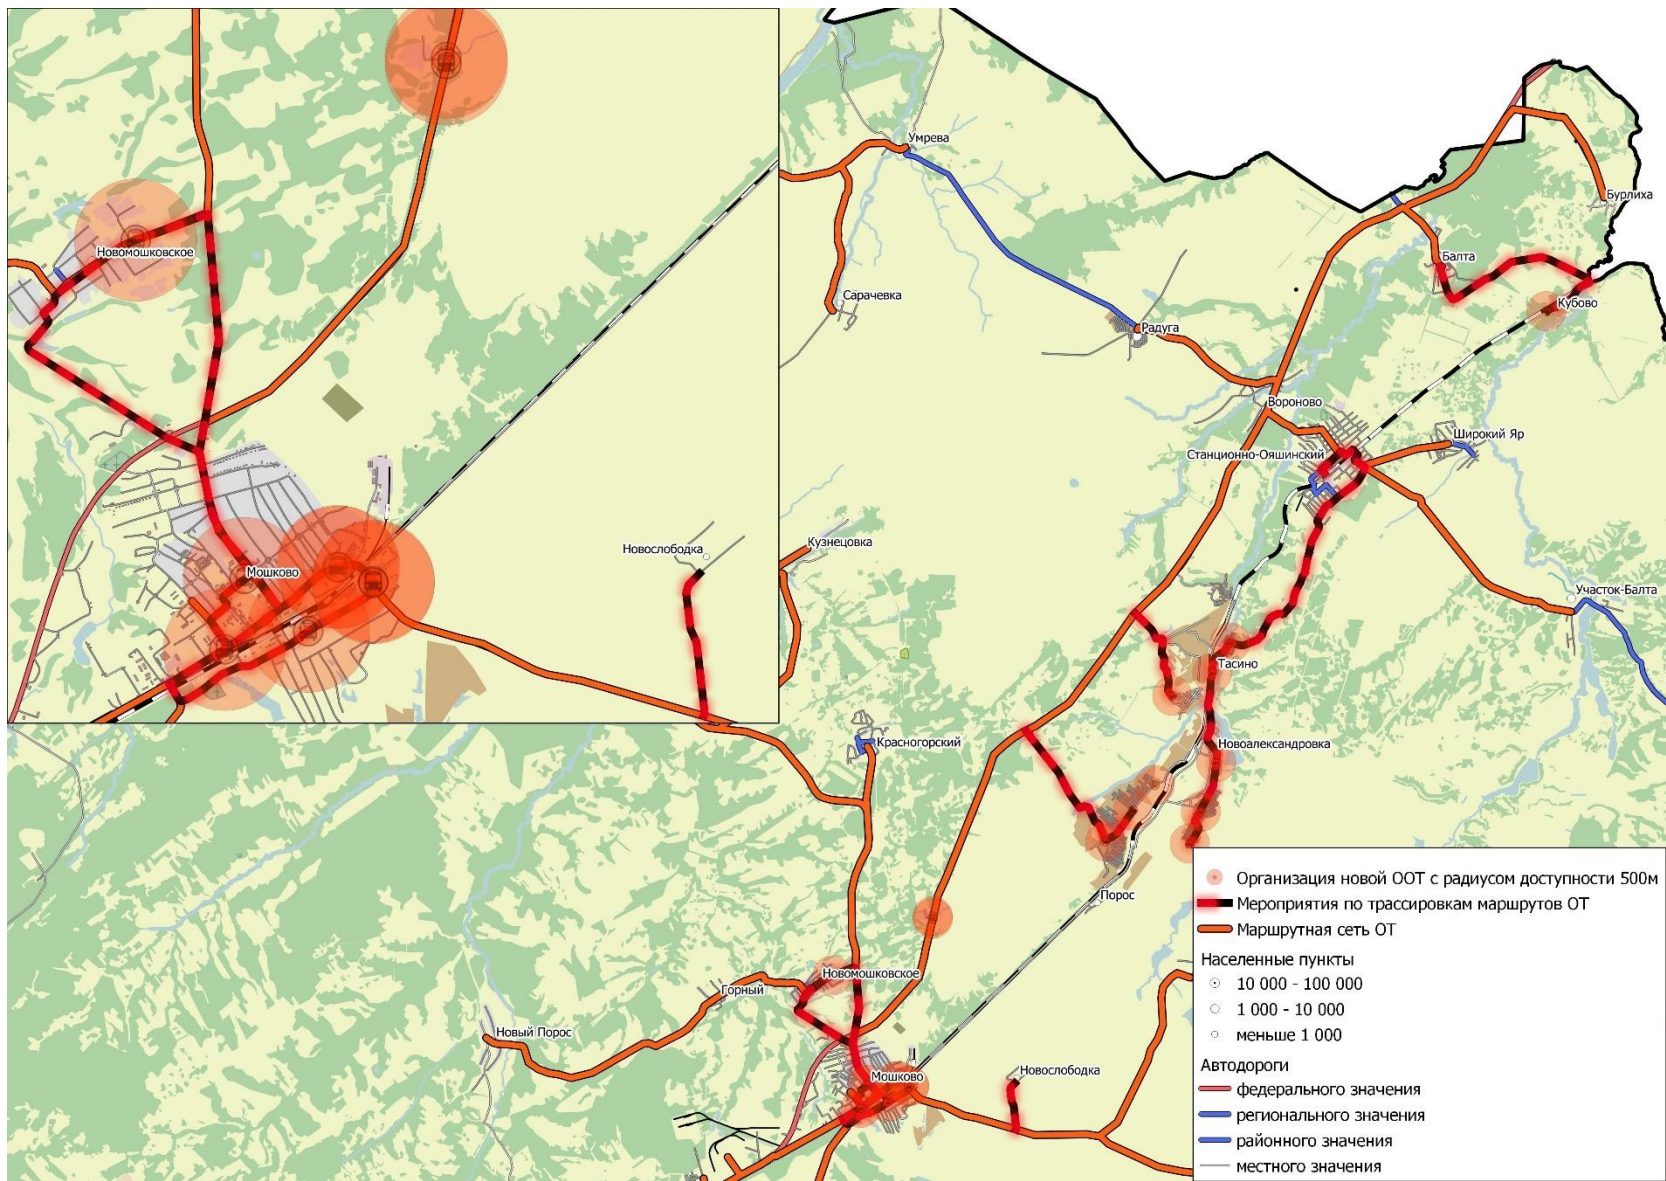 Новомошковское
Мошково
Новослободка
Умрева
Сарачевка
Радуга
Бурлиха
Балта
Кубово
Вороново
Станционно-Ояшинский
Широкий Яр
Кузнецовка
Участок-Балта
Тасино
Красногорский
Новоалександровка
Порос
Новомошковское
Горный
Новый Порос
Мошково
Новослободка
Организация новой ООТ с радиусом доступности 500м
Мероприятия по трассировкам маршрутов ОТ
Маршрутная сеть ОТ
Населенные пункты
10 000 - 100 000
1 000 - 10 000
меньше 1 000
Автодороги
федерального значения
регионального значения
районного значения
местного значения